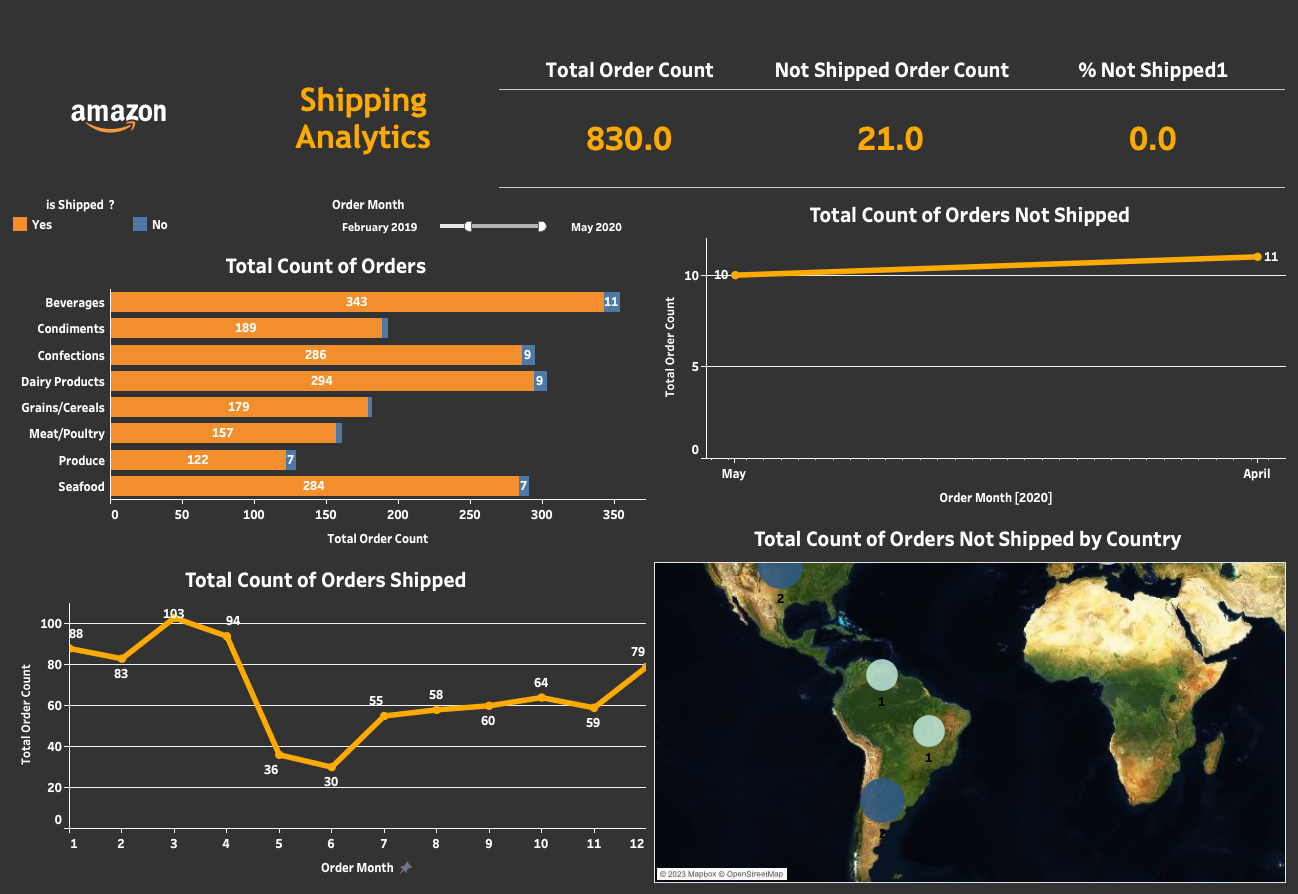 amazon
Shipping
Analytics
Total Order Count
Not Shipped Order Count
% Not Shipped1
830.0
21.0
0.0
is Shipped ?
Yes
No
Order Month
February 2019
May 2020
Total Count of Orders
Beverages
343
11
Condiments
189
Confections
286
9
Dairy Products
294
9
Grains/Cereals
179
Meat/Poultry
157
Produce
122
7
Seafood
284
7
0
50
100
150
200
250
300
350
Total Order Count
Total Count of Orders Not Shipped
Total Order Count
10
5
0
10
11
May
April
Order Month [2020]
Total Count of Orders Shipped
Total Order Count
100
80
60
40
20
0
88
83
103
94
36
30
55
58
60
64
59
79
1
2
3
4
5
6
7
8
9
10
11
12
Order Month
Total Count of Orders Not Shipped by Country
2
1
1
2
© 2023 Mapbox © OpenStreetMap